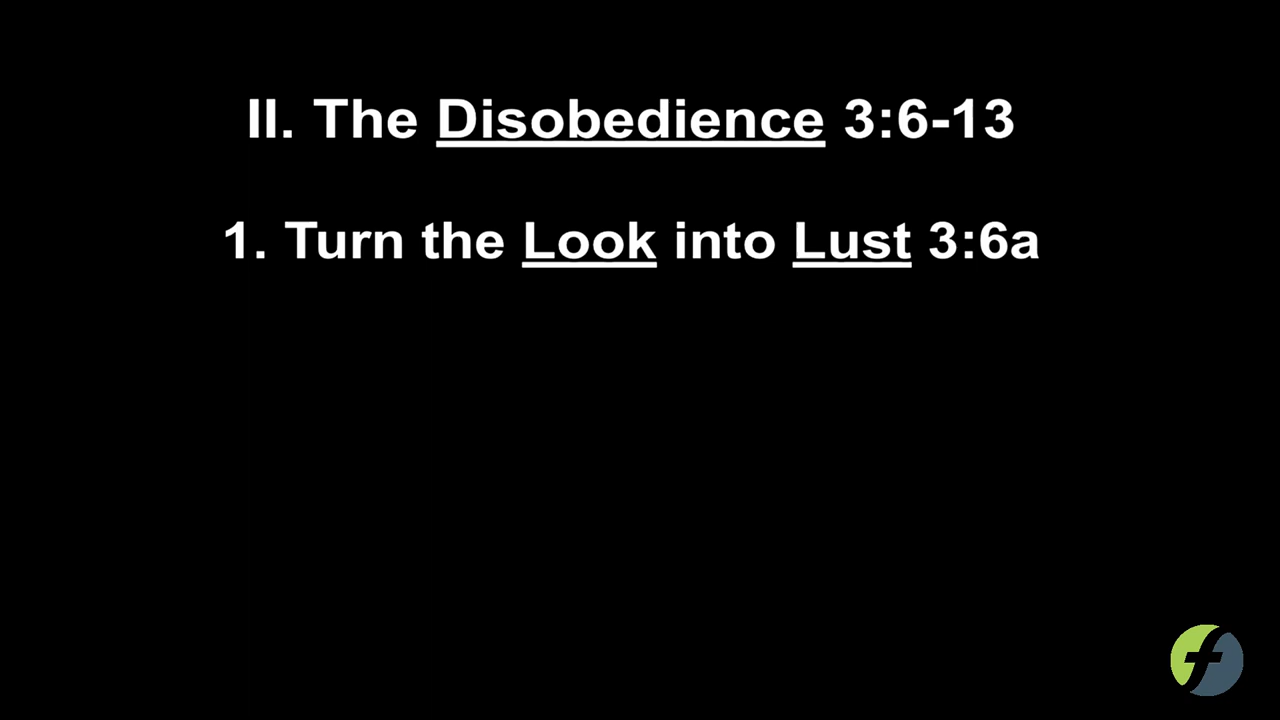 II. The Disobedience 3:6-13
1. Turn the Look into Lust 3:6a